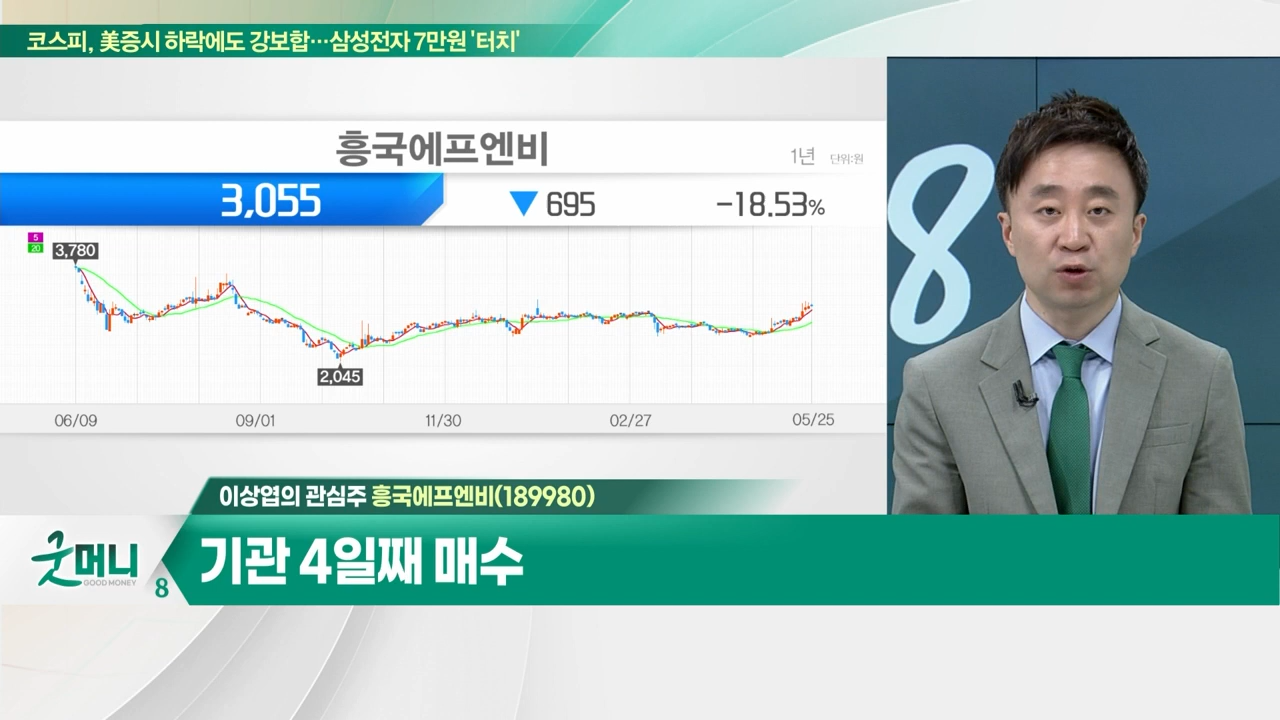 코스피, 美증시 하락에도 강보합…삼성전자 7만원 '터치'
흥국에프엔비
1년 단위:원
3,055 ▼ 695 -18.53%
5
20
3,780
2,045
06/09 09/01 11/30 02/27 05/25
8
이상엽의 관심주 흥국에프엔비(189980)
굿머니
GOOD MONEY
8
기관 4일째 매수